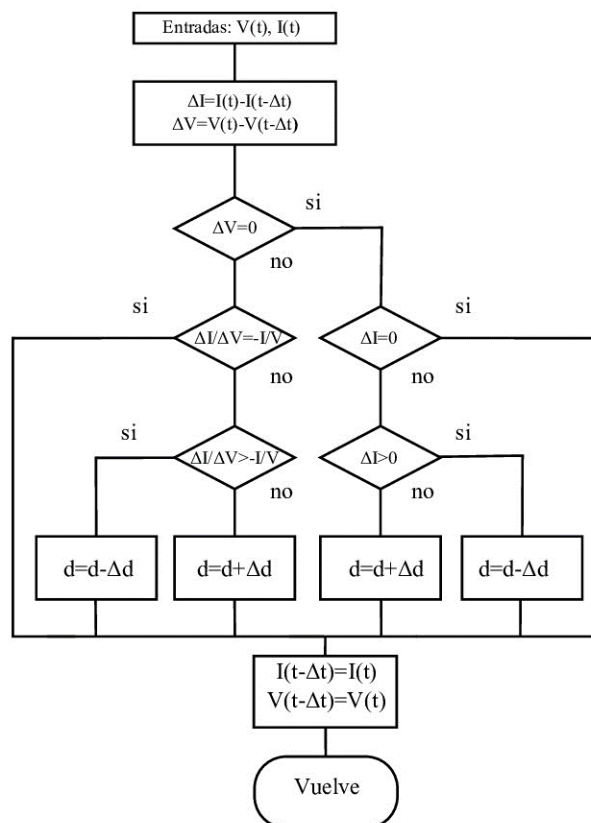 Entradas: V(t), I(t)
ΔI=I(t)-I(t-Δt)
ΔV=V(t)-V(t-Δt)
si
ΔV=0
no
si
si
ΔI/ΔV=-I/V
ΔI=0
no
no
si
si
ΔI/ΔV>-I/V
ΔI>0
no
no
d=d-Δd
d=d+Δd
d=d+Δd
d=d-Δd
I(t-Δt)=I(t)
V(t-Δt)=V(t)
Vuelve